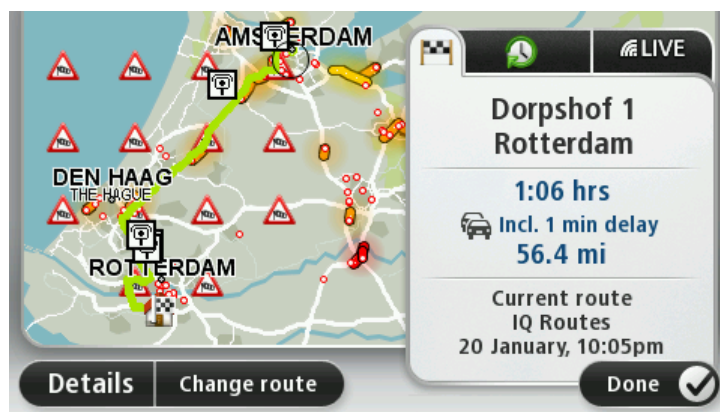 AMSTERDAM
DEN HAAG
THE HAGUE
ROTTERDAM
LIVE
Dorpshof 1
Rotterdam
1:06 hrs
Incl. 1 min delay
56.4 mi
Current route
IQ Routes
20 January, 10:05pm
Details
Change route
Done